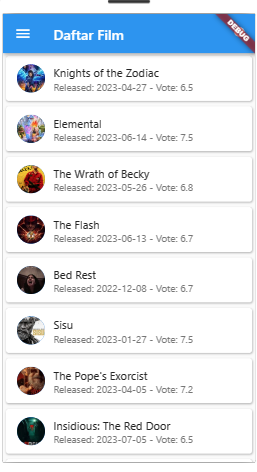 Daftar Film
DEBUG
Knights of the Zodiac
Released: 2023-04-27 - Vote: 6.5
Elemental
Released: 2023-06-14 - Vote: 7.5
The Wrath of Becky
Released: 2023-05-26 - Vote: 6.8
The Flash
Released: 2023-06-13 - Vote: 6.7
Bed Rest
Released: 2022-12-08 - Vote: 6.7
Sisu
Released: 2023-01-27 - Vote: 7.5
The Pope's Exorcist
Released: 2023-04-05 - Vote: 7.2
Insidious: The Red Door
Released: 2023-07-05 - Vote: 6.5